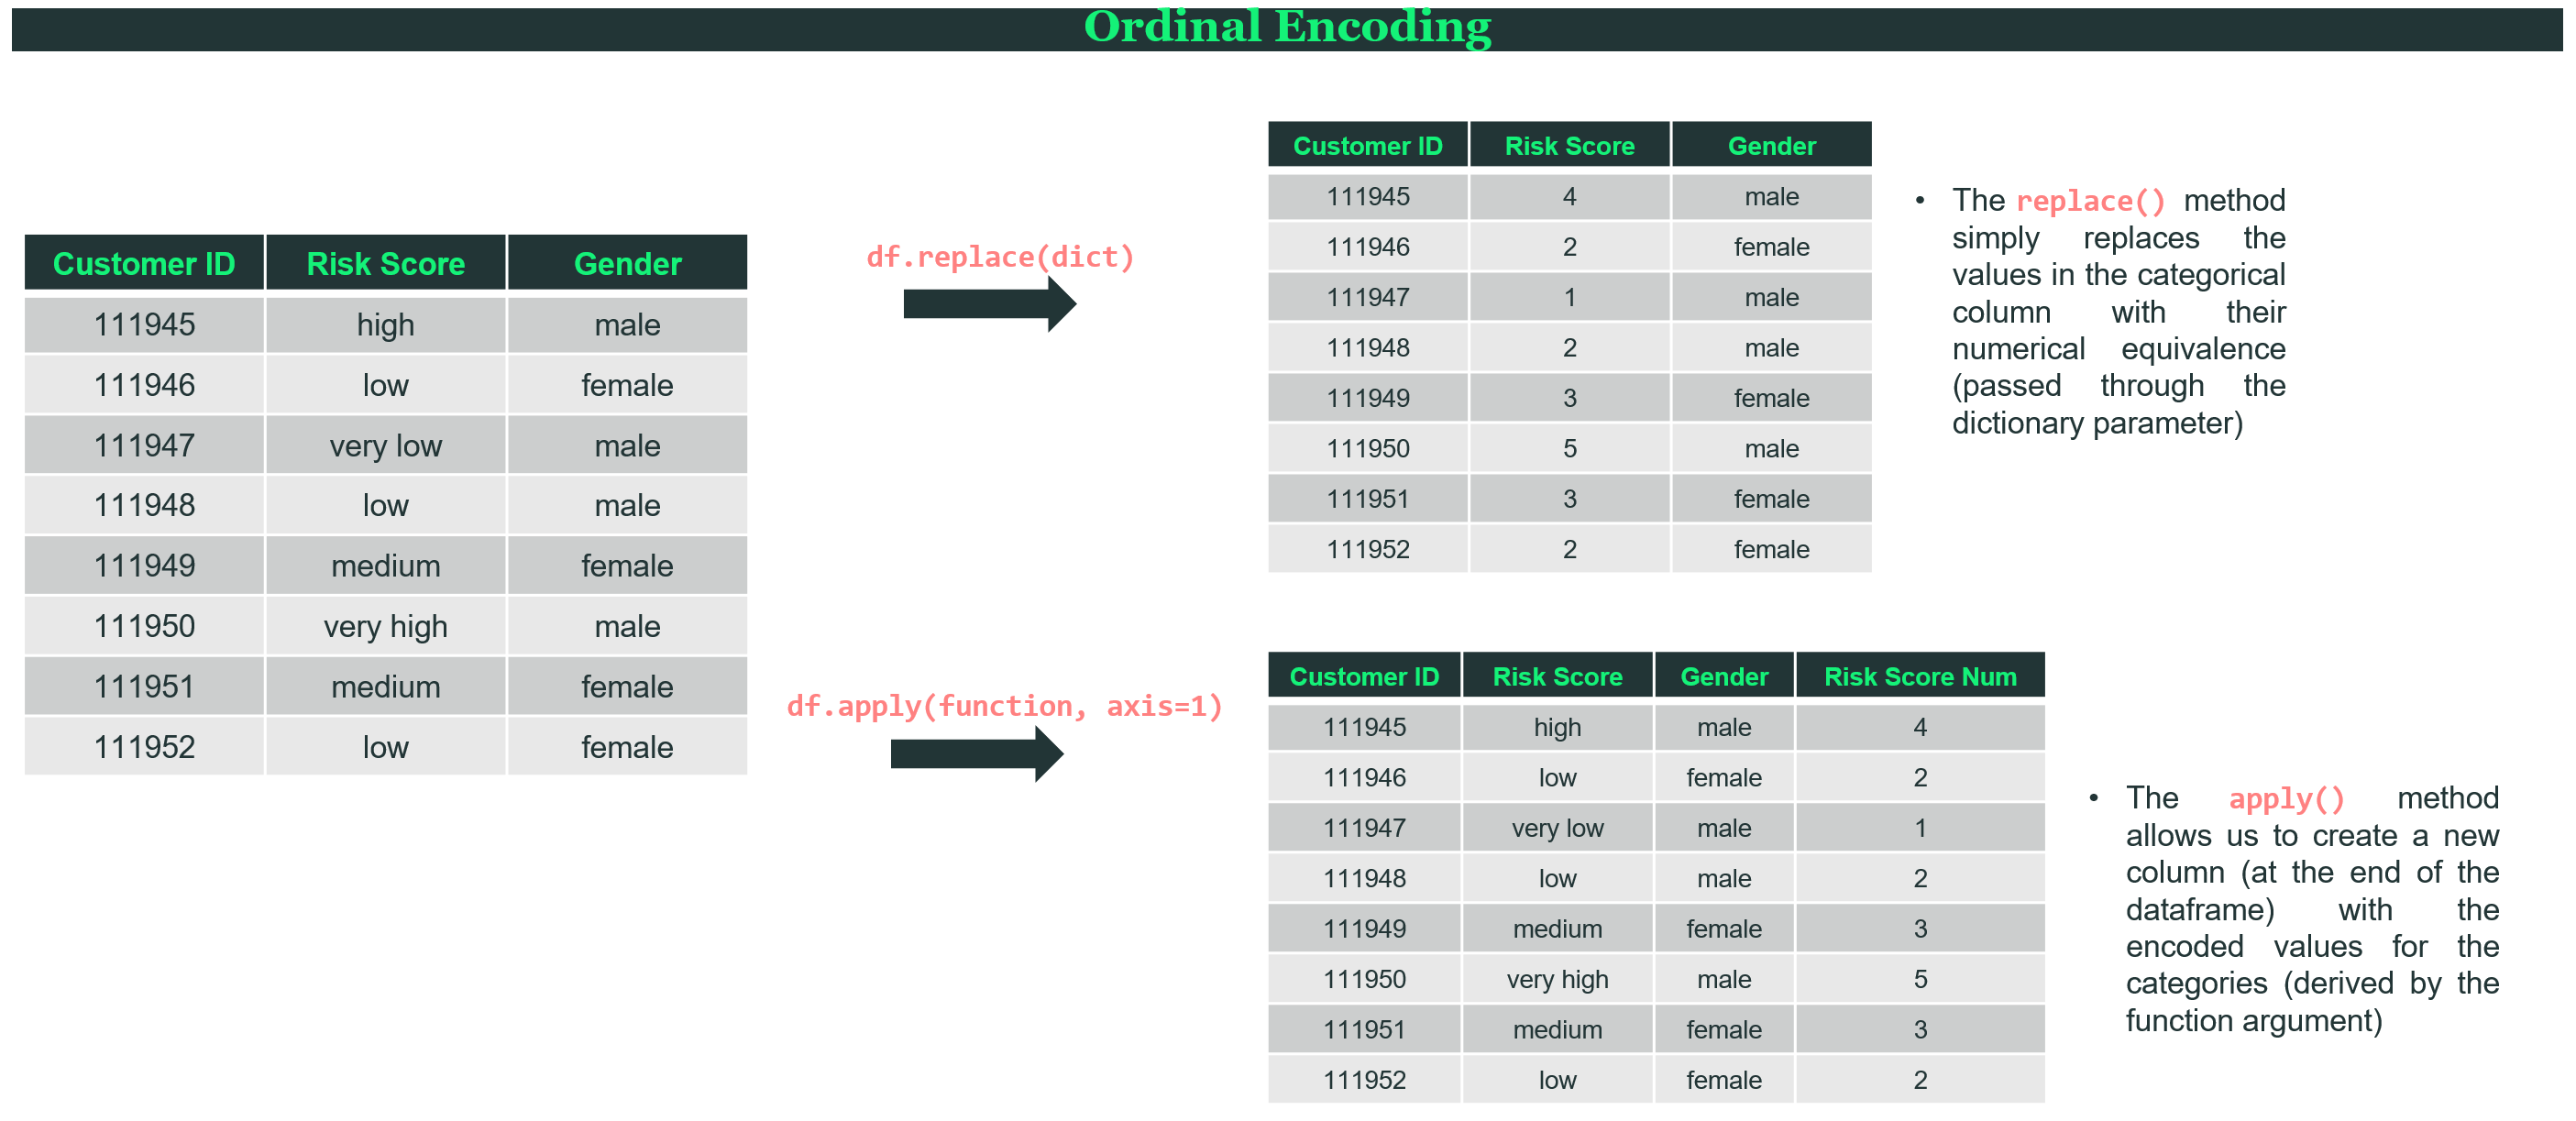 Ordinal Encoding
Customer ID Risk Score Gender
111945 high male
111946 low female
111947 very low male
111948 low male
111949 medium female
111950 very high male
111951 medium female
111952 low female
df.replace(dict)
Customer ID Risk Score Gender
111945 4 male
111946 2 female
111947 1 male
111948 2 male
111949 3 female
111950 5 male
111951 3 female
111952 2 female
• The replace() method
simply replaces the
values in the categorical
column with their
numerical equivalence
(passed through the
dictionary parameter)
df.apply(function, axis=1)
Customer ID Risk Score Gender Risk Score Num
111945 high male 4
111946 low female 2
111947 very low male 1
111948 low male 2
111949 medium female 3
111950 very high male 5
111951 medium female 3
111952 low female 2
• The apply() method
allows us to create a new
column (at the end of the
dataframe) with the
encoded values for the
categories (derived by the
function argument)